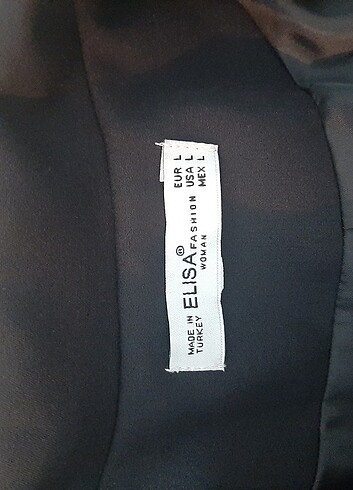 MADE IN
TURKEY
ELISA®
FASHION
WOMAN
EUR L
USA L
MEX L